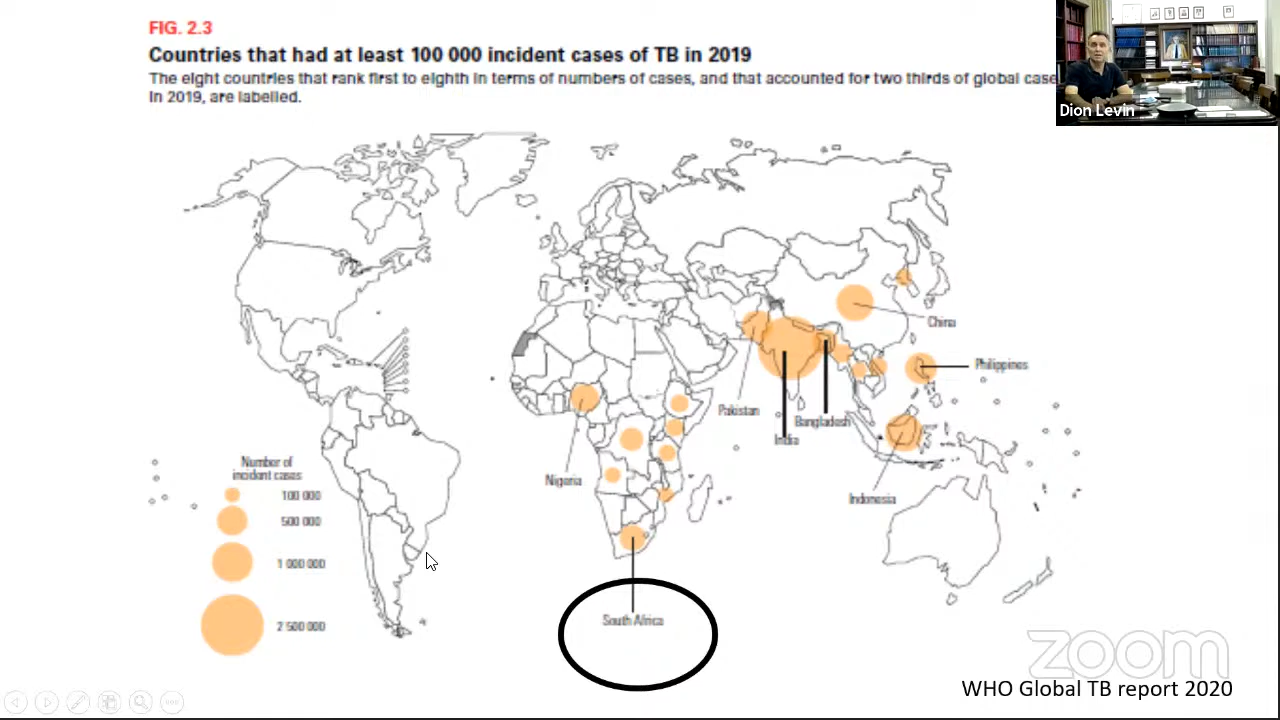 FIG. 2.3
Countries that had at least 100 000 incident cases of TB in 2019
The eight countries that rank first to eighth in terms of numbers of cases, and that accounted for two thirds of global case
in 2019, are labelled.
Dion Levin
China
Philippines
Pakistan
Bangladesh
India
Nigeria
Indonesia
Number of
incident cases
100 000
500 000
1 000 000
2 500 000
South Africa
zoom
WHO Global TB report 2020